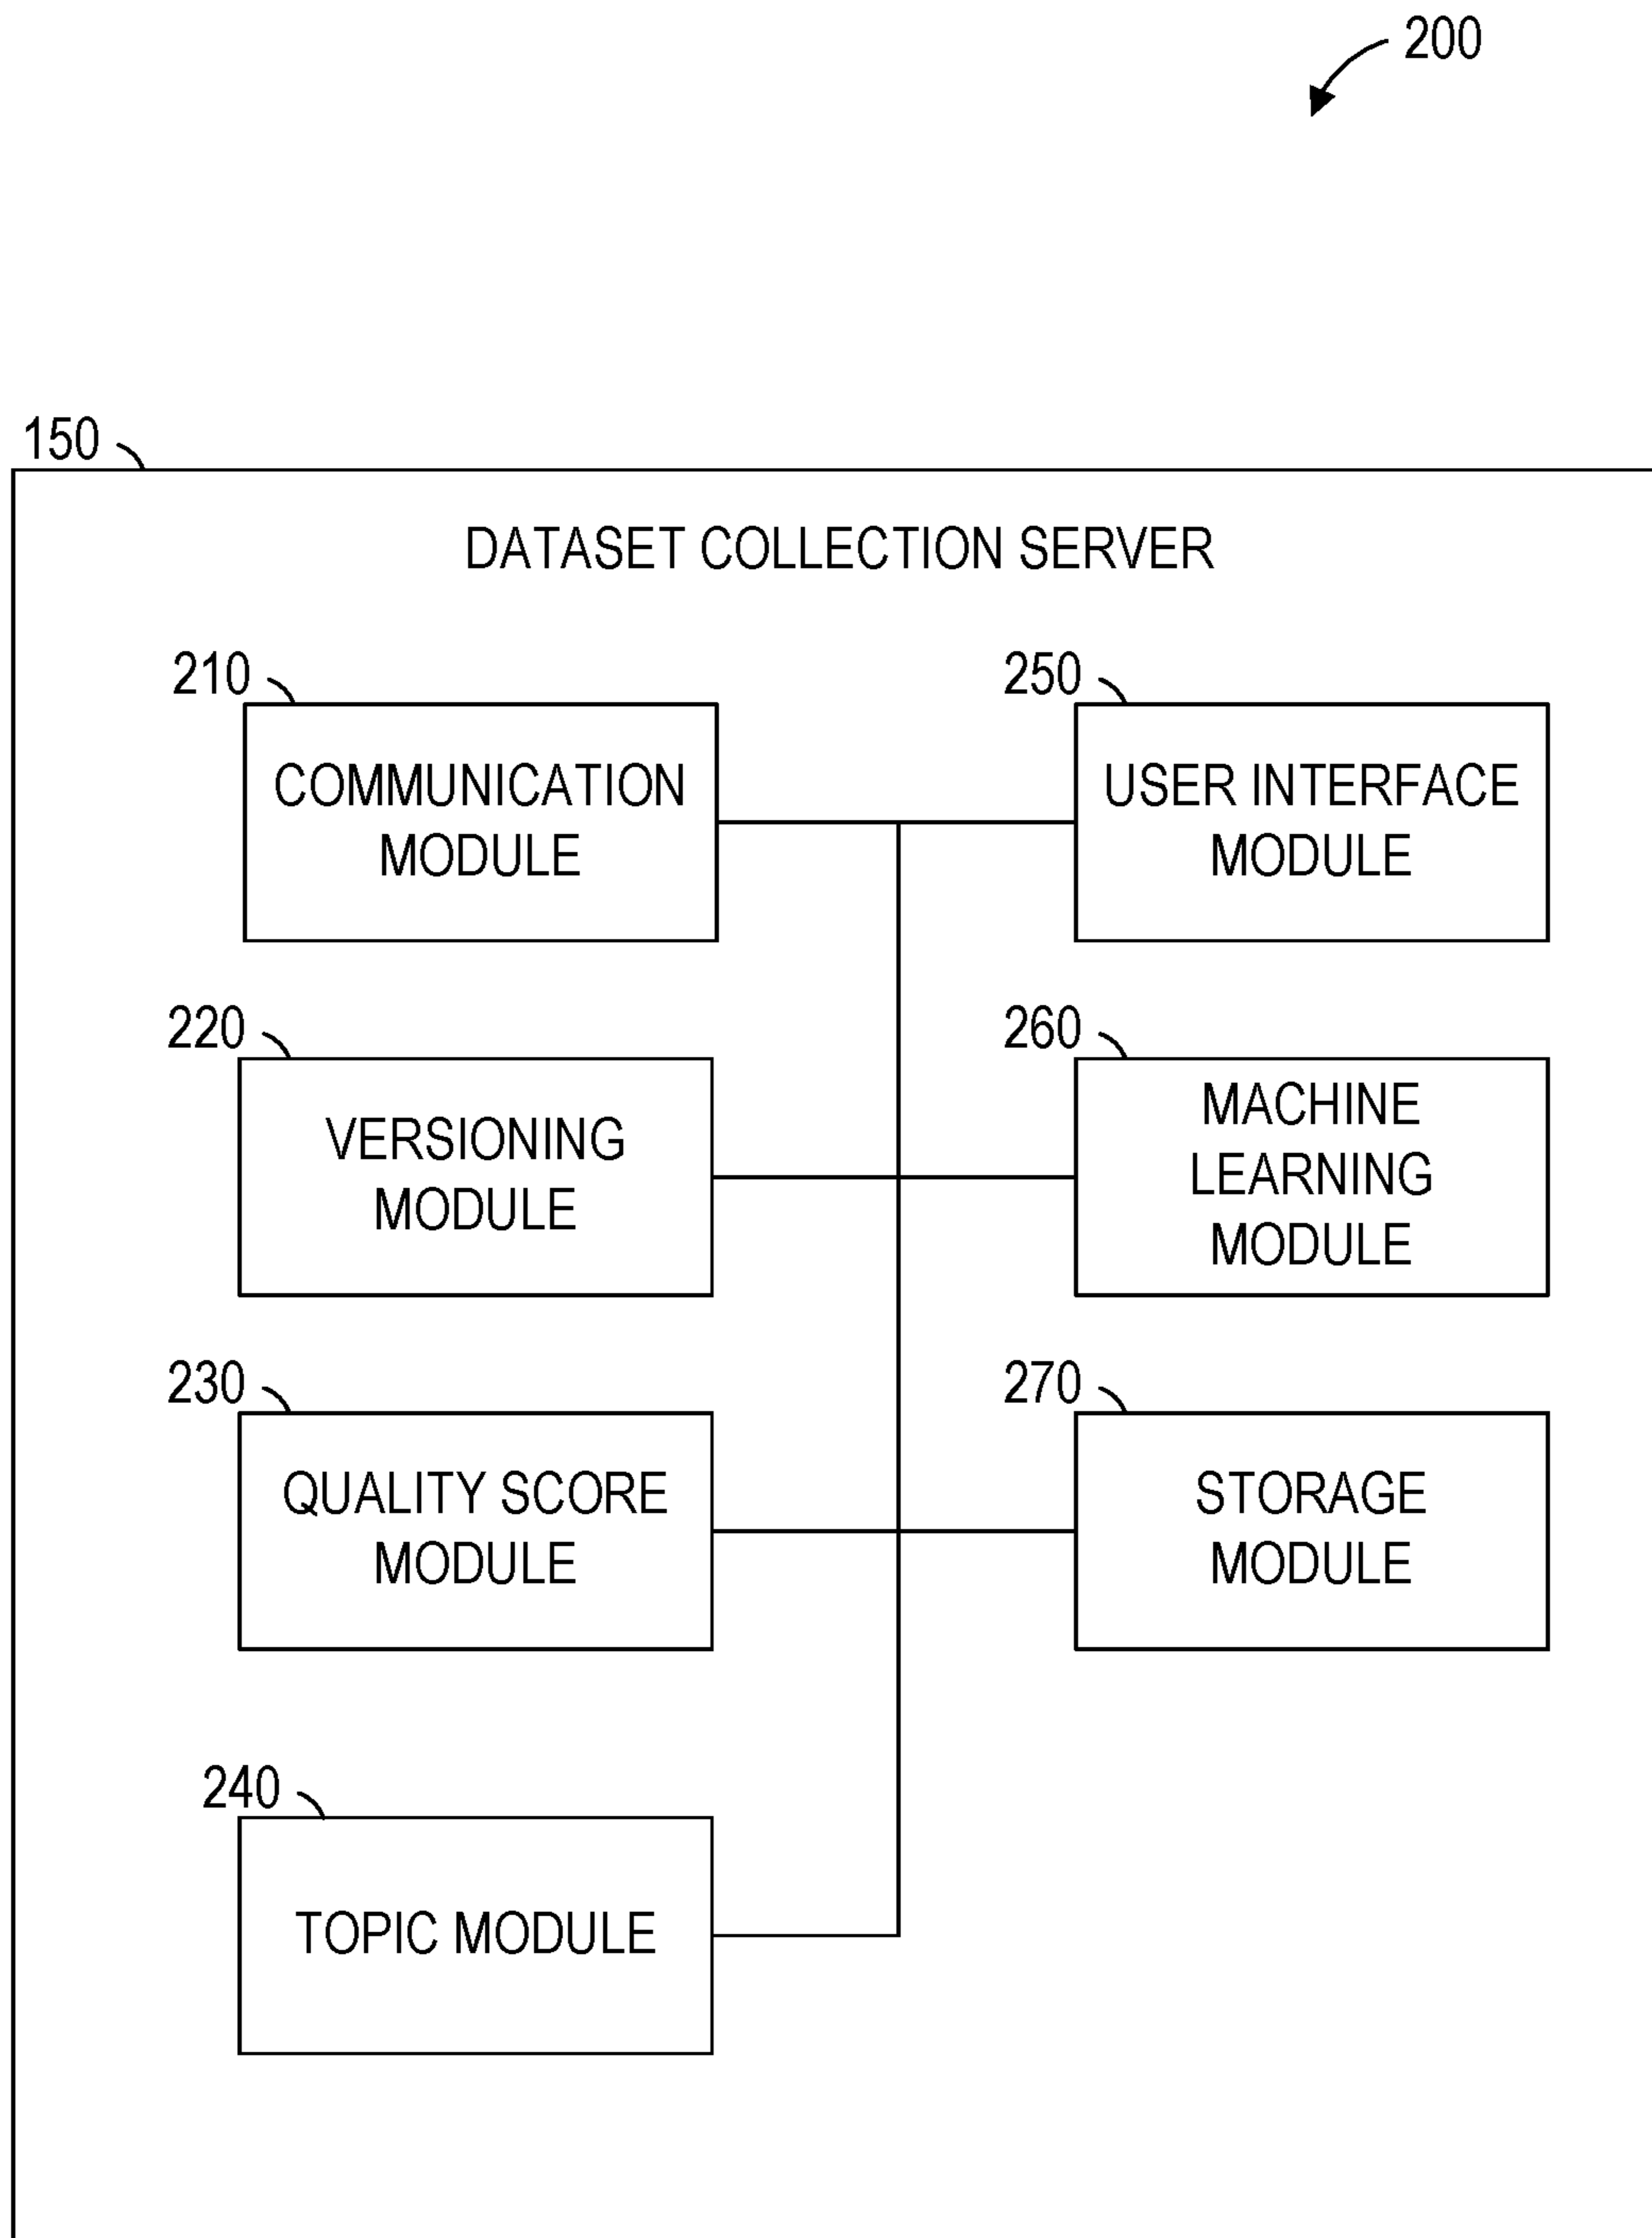 200
150
DATASET COLLECTION SERVER
210
COMMUNICATION
MODULE
250
USER INTERFACE
MODULE
220
VERSIONING
MODULE
260
MACHINE
LEARNING
MODULE
230
QUALITY SCORE
MODULE
270
STORAGE
MODULE
240
TOPIC MODULE